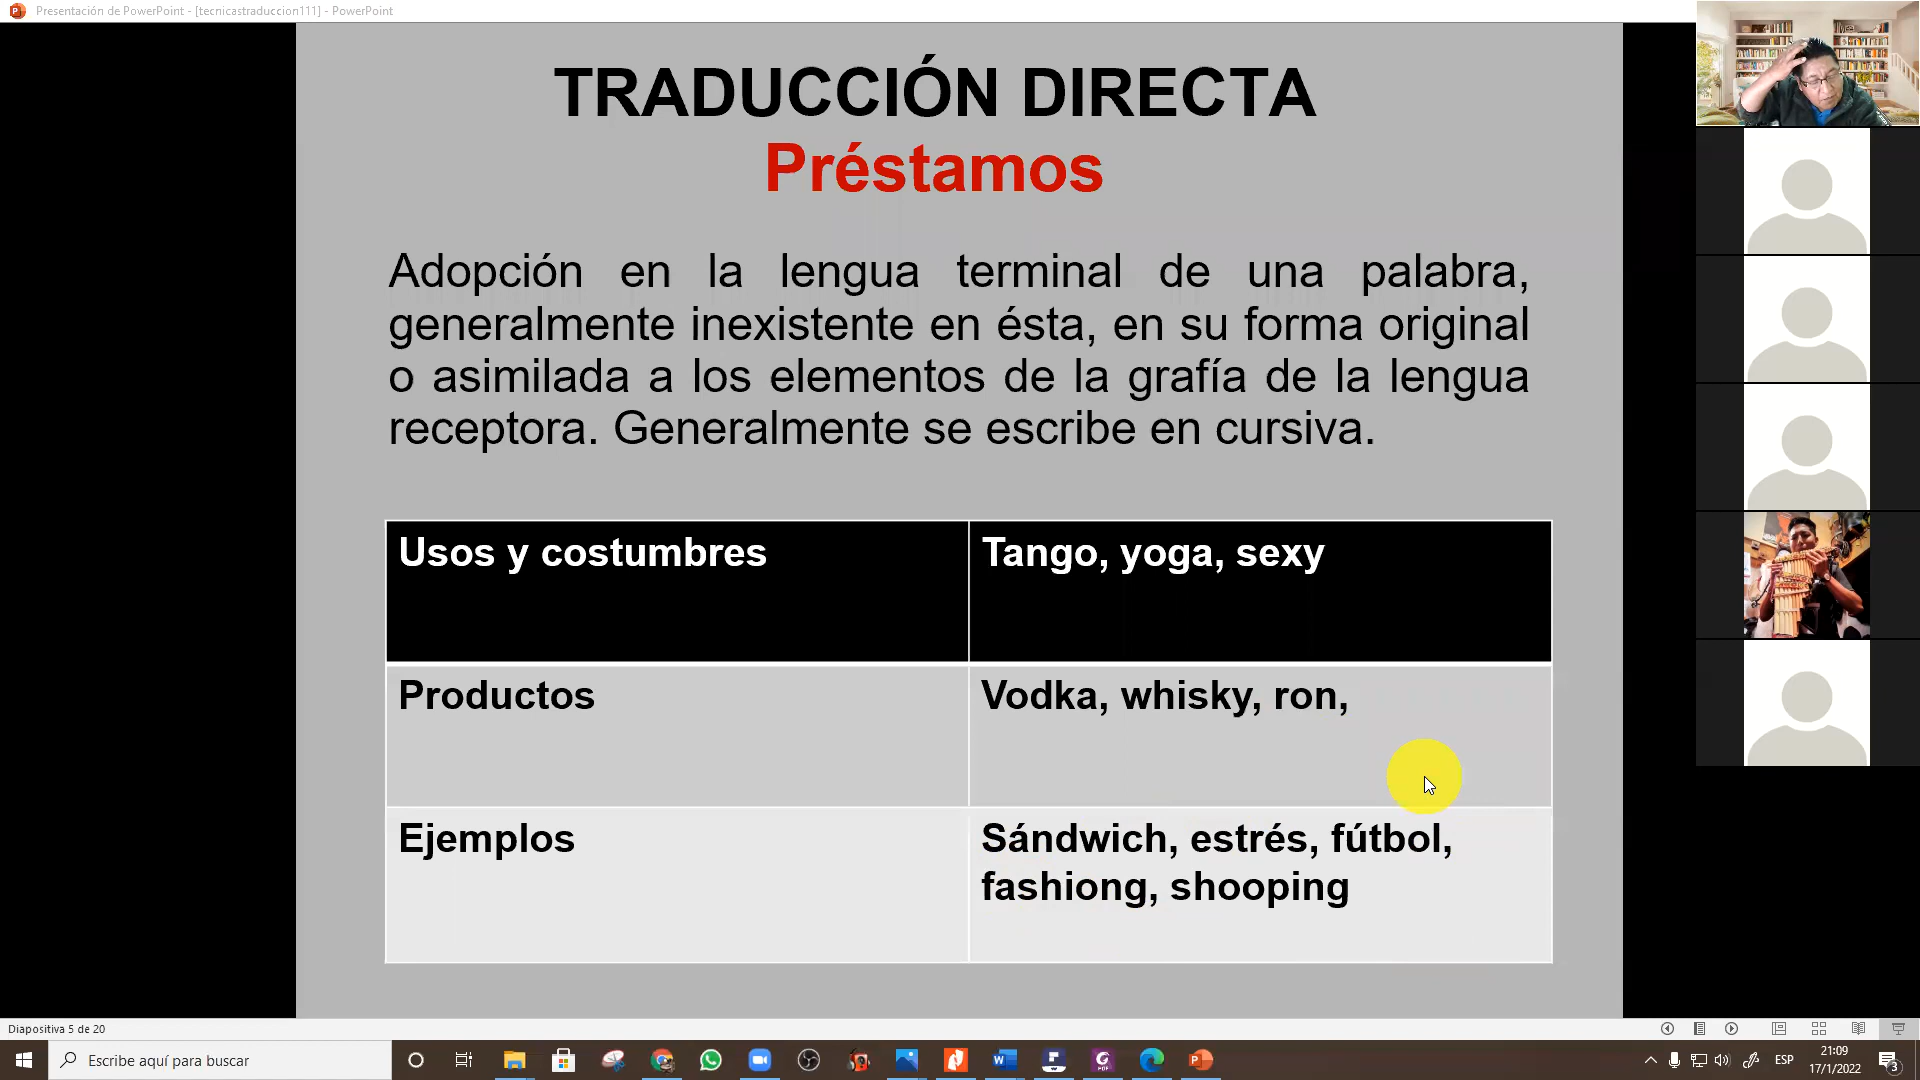 Presentación de PowerPoint - [tecnicastraduccion111] - PowerPoint
TRADUCCIÓN DIRECTA
Préstamos
Adopción en la lengua terminal de una palabra,
generalmente inexistente en ésta, en su forma original
o asimilada a los elementos de la grafía de la lengua
receptora. Generalmente se escribe en cursiva.
Usos y costumbres
Tango, yoga, sexy
Productos
Vodka, whisky, ron,
Ejemplos
Sándwich, estrés, fútbol,
fashiong, shooping
Diapositiva 5 de 20
Escribe aquí para buscar
ESP
21:09
17/1/2022
3